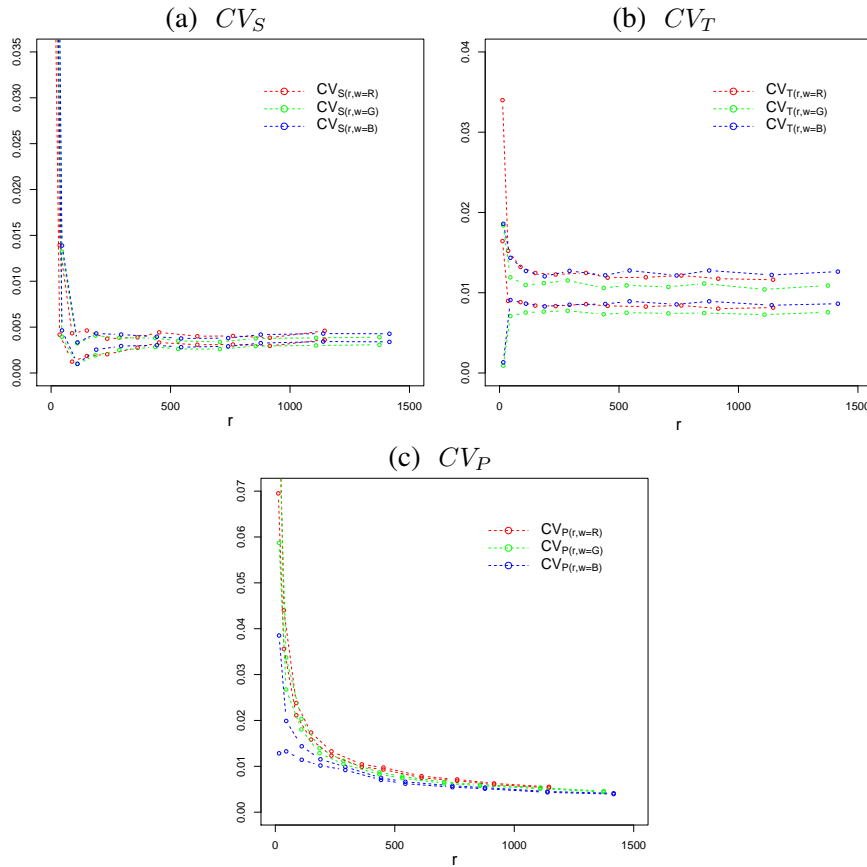 (a) CV_S
0.035
0.030
0.025
0.020
0.015
0.010
0.005
0.000
0 500 1000 1500
r
CV_S(r,w=R)
CV_S(r,w=G)
CV_S(r,w=B)
(b) CV_T
0.04
0.03
0.02
0.01
0.00
0 500 1000 1500
r
CV_T(r,w=R)
CV_T(r,w=G)
CV_T(r,w=B)
(c) CV_P
0.07
0.06
0.05
0.04
0.03
0.02
0.01
0.00
0 500 1000 1500
r
CV_P(r,w=R)
CV_P(r,w=G)
CV_P(r,w=B)